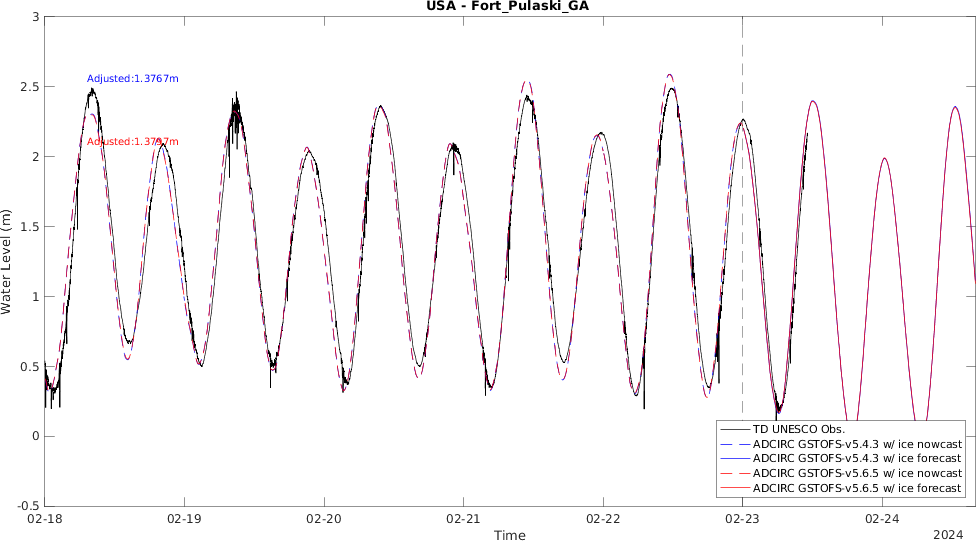 USA - Fort_Pulaski_GA
3
2.5
2
1.5
1
0.5
0
-0.5
Water Level (m)
Adjusted:1.3767m
Adjusted:1.3797m
TD UNESCO Obs.
ADCIRC GSTOFS-v5.4.3 w/ ice nowcast
ADCIRC GSTOFS-v5.4.3 w/ ice forecast
ADCIRC GSTOFS-v5.6.5 w/ ice nowcast
ADCIRC GSTOFS-v5.6.5 w/ ice forecast
02-18 02-19 02-20 02-21 02-22 02-23 02-24
Time
2024